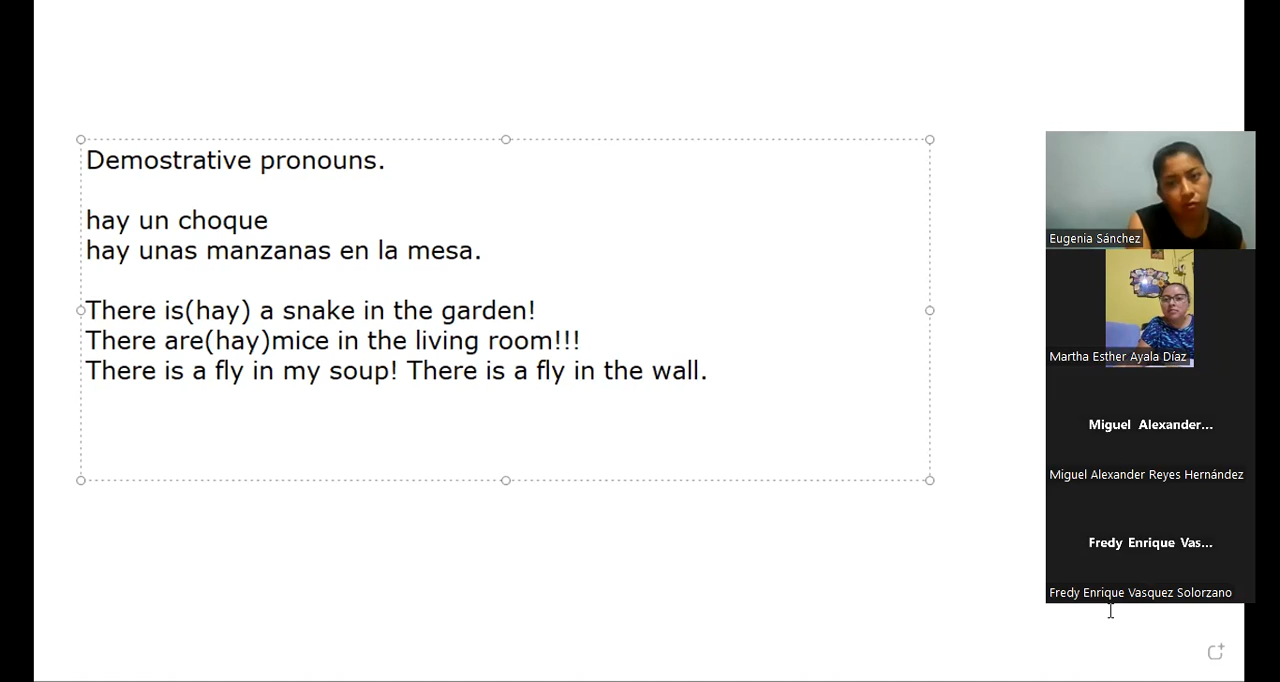 Demostrative pronouns.
hay un choque
hay unas manzanas en la mesa.
There is(hay) a snake in the garden!
There are(hay)mice in the living room!!!
There is a fly in my soup! There is a fly in the wall.
Eugenia Sánchez
Martha Esther Ayala Díaz
Miguel Alexander...
Miguel Alexander Reyes Hernández
Fredy Enrique Vas...
Fredy Enrique Vasquez Solorzano